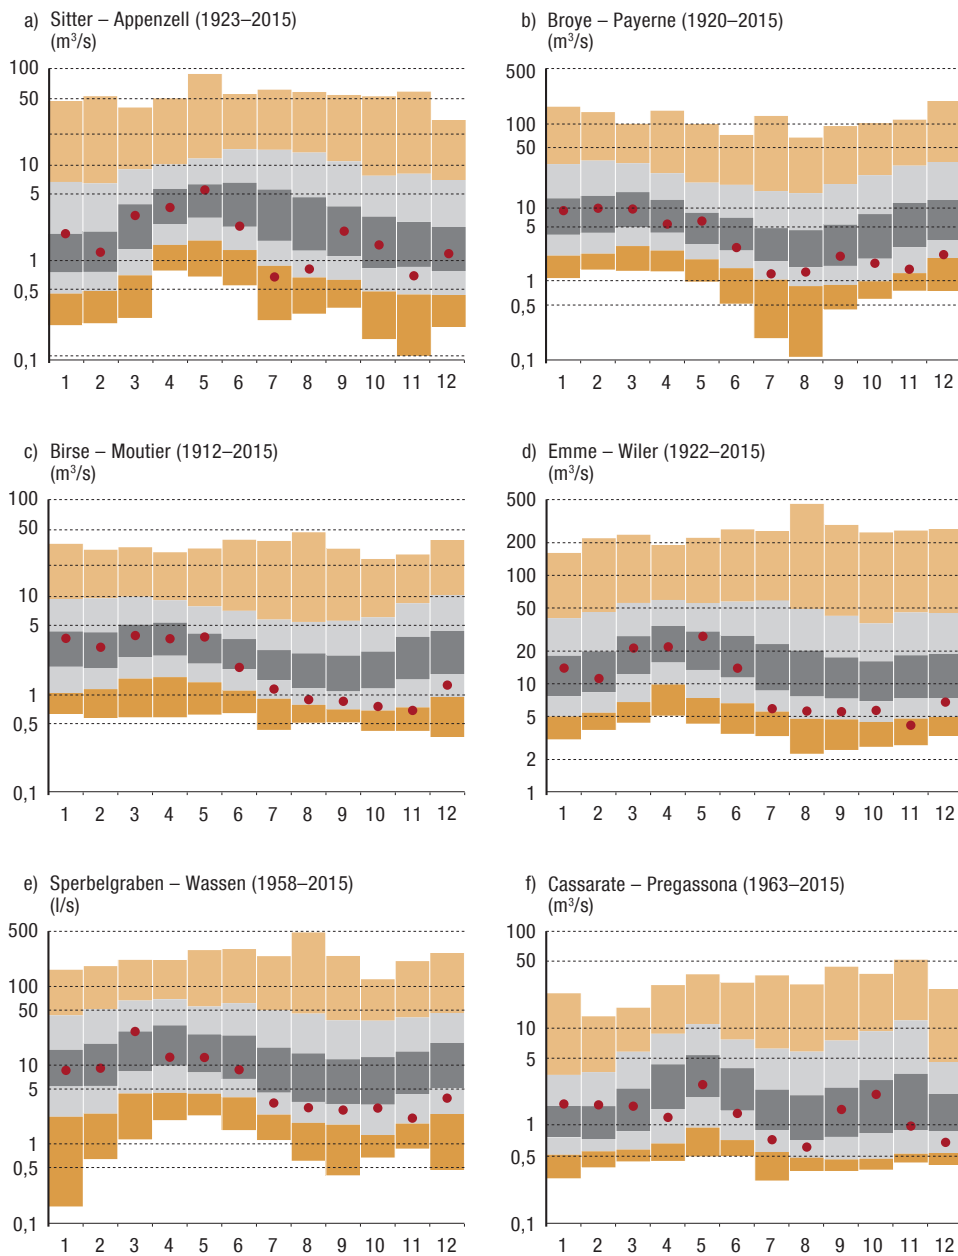 a) Sitter – Appenzell (1923–2015)
(m³/s)
100
50
10
5
1
0,5
0,1
1 2 3 4 5 6 7 8 9 10 11 12
b) Broye – Payerne (1920–2015)
(m³/s)
500
100
50
10
5
1
0,5
0,1
1 2 3 4 5 6 7 8 9 10 11 12
c) Birse – Moutier (1912–2015)
(m³/s)
100
50
10
5
1
0,5
0,1
1 2 3 4 5 6 7 8 9 10 11 12
d) Emme – Wiler (1922–2015)
(m³/s)
500
200
100
50
20
10
5
2
1
1 2 3 4 5 6 7 8 9 10 11 12
e) Sperbelgraben – Wassen (1958–2015)
(l/s)
500
100
50
10
5
1
0,5
0,1
1 2 3 4 5 6 7 8 9 10 11 12
f) Cassarate – Pregassona (1963–2015)
(m³/s)
100
50
10
5
1
0,5
0,1
1 2 3 4 5 6 7 8 9 10 11 12